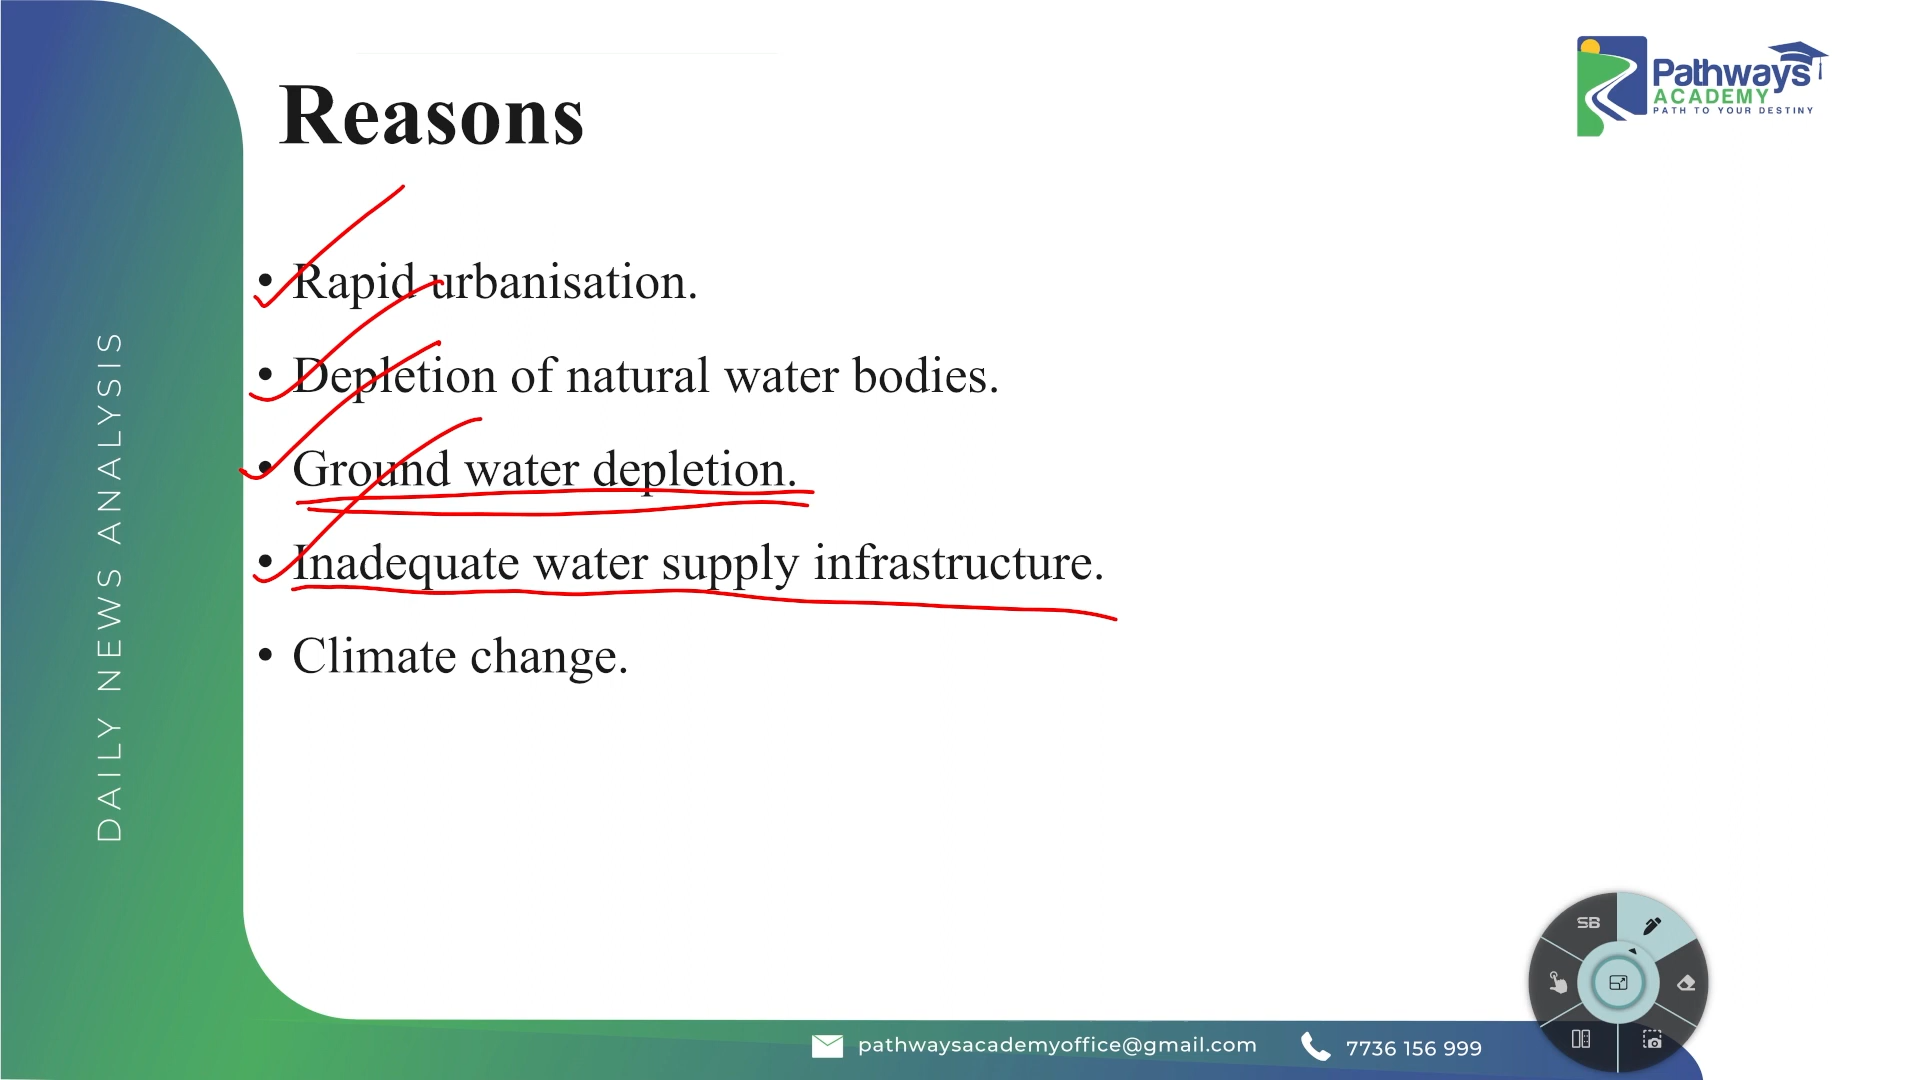 Reasons
Pathways
ACADEMY
PATH TO YOUR DESTINY
• Rapid urbanisation.
• Depletion of natural water bodies.
• Ground water depletion.
• Inadequate water supply infrastructure.
• Climate change.
DAILY NEWS ANALYSIS
SB
pathwaysacademyoffice@gmail.com
7736 156 999